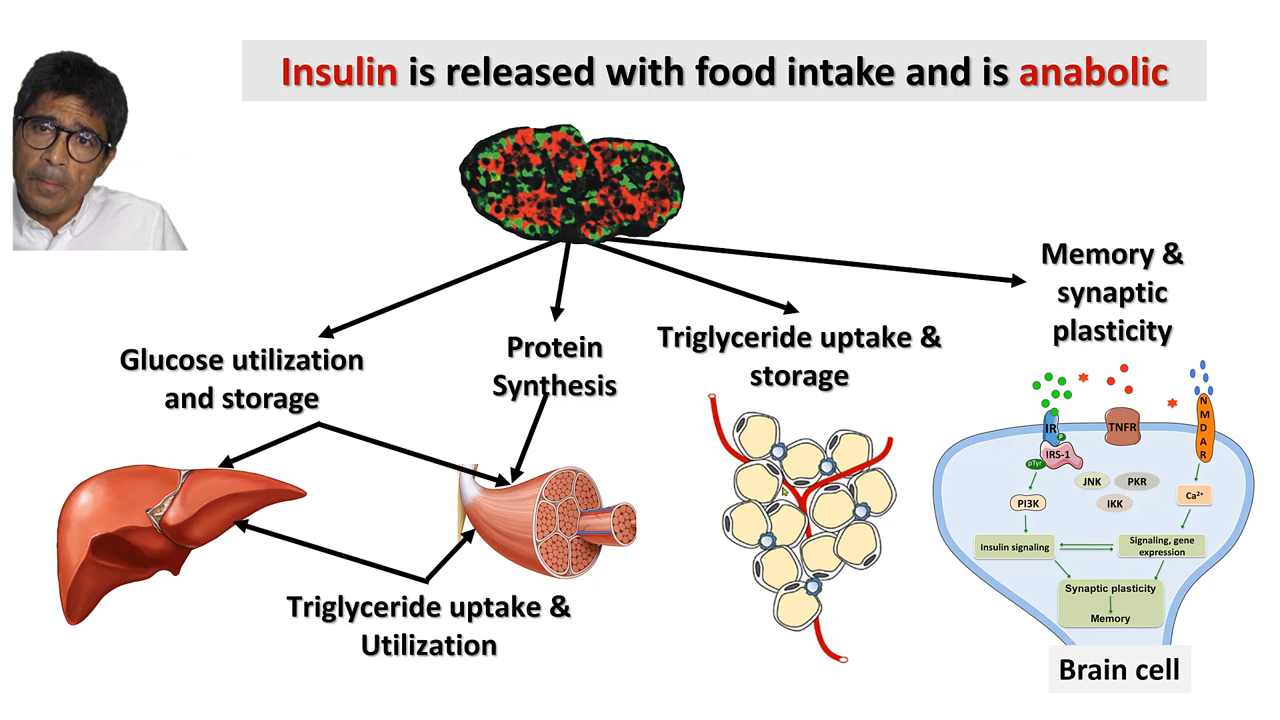 Insulin is released with food intake and is anabolic
Memory &
synaptic
plasticity
Glucose utilization
and storage
Protein
Synthesis
Triglyceride uptake &
storage
Triglyceride uptake &
Utilization
IR
P
IRS-1
pTyr
TNFR
NMDAR
JNK
PKR
IKK
PI3K
Ca²⁺
Insulin signaling
Signaling, gene
expression
Synaptic plasticity
Memory
Brain cell